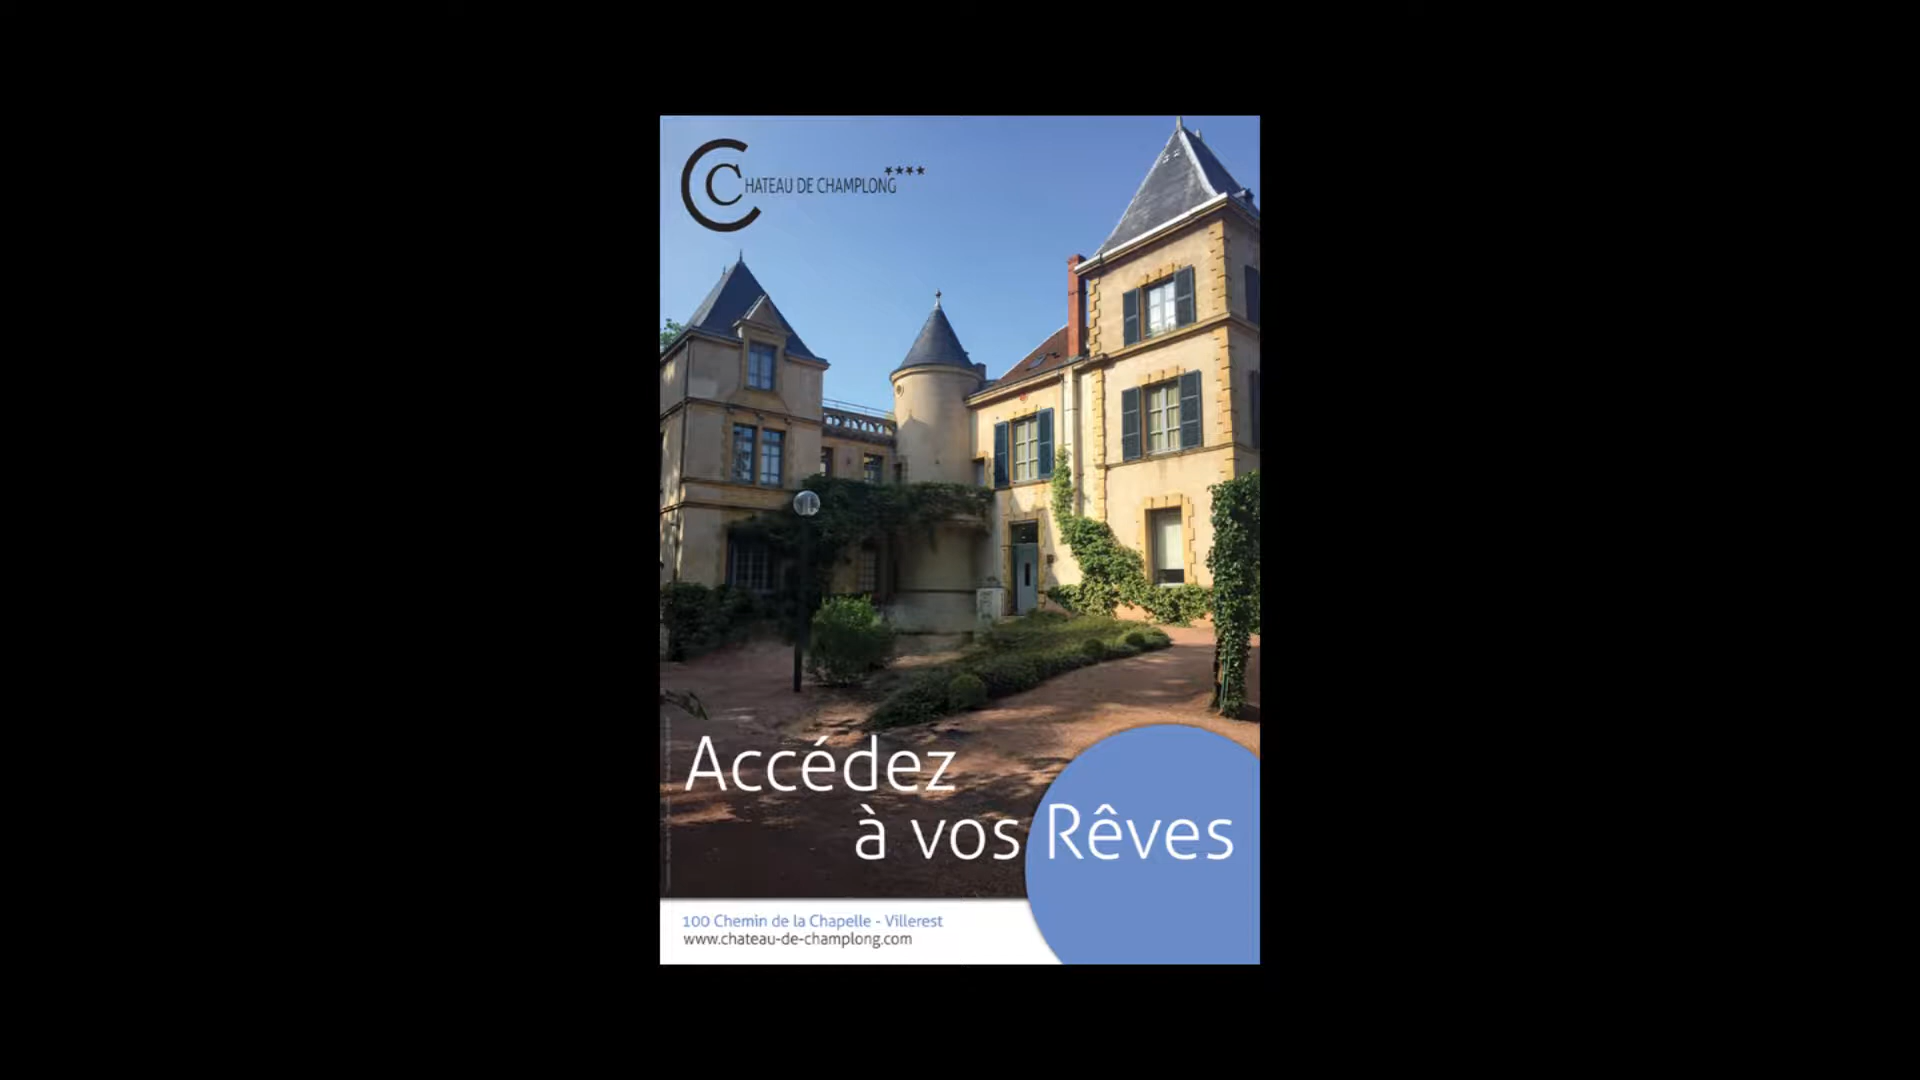 CHATEAU DE CHAMPLONG ★★★★
Accédez
à vos Rêves
100 Chemin de la Chapelle - Villerest
www.chateau-de-champlong.com